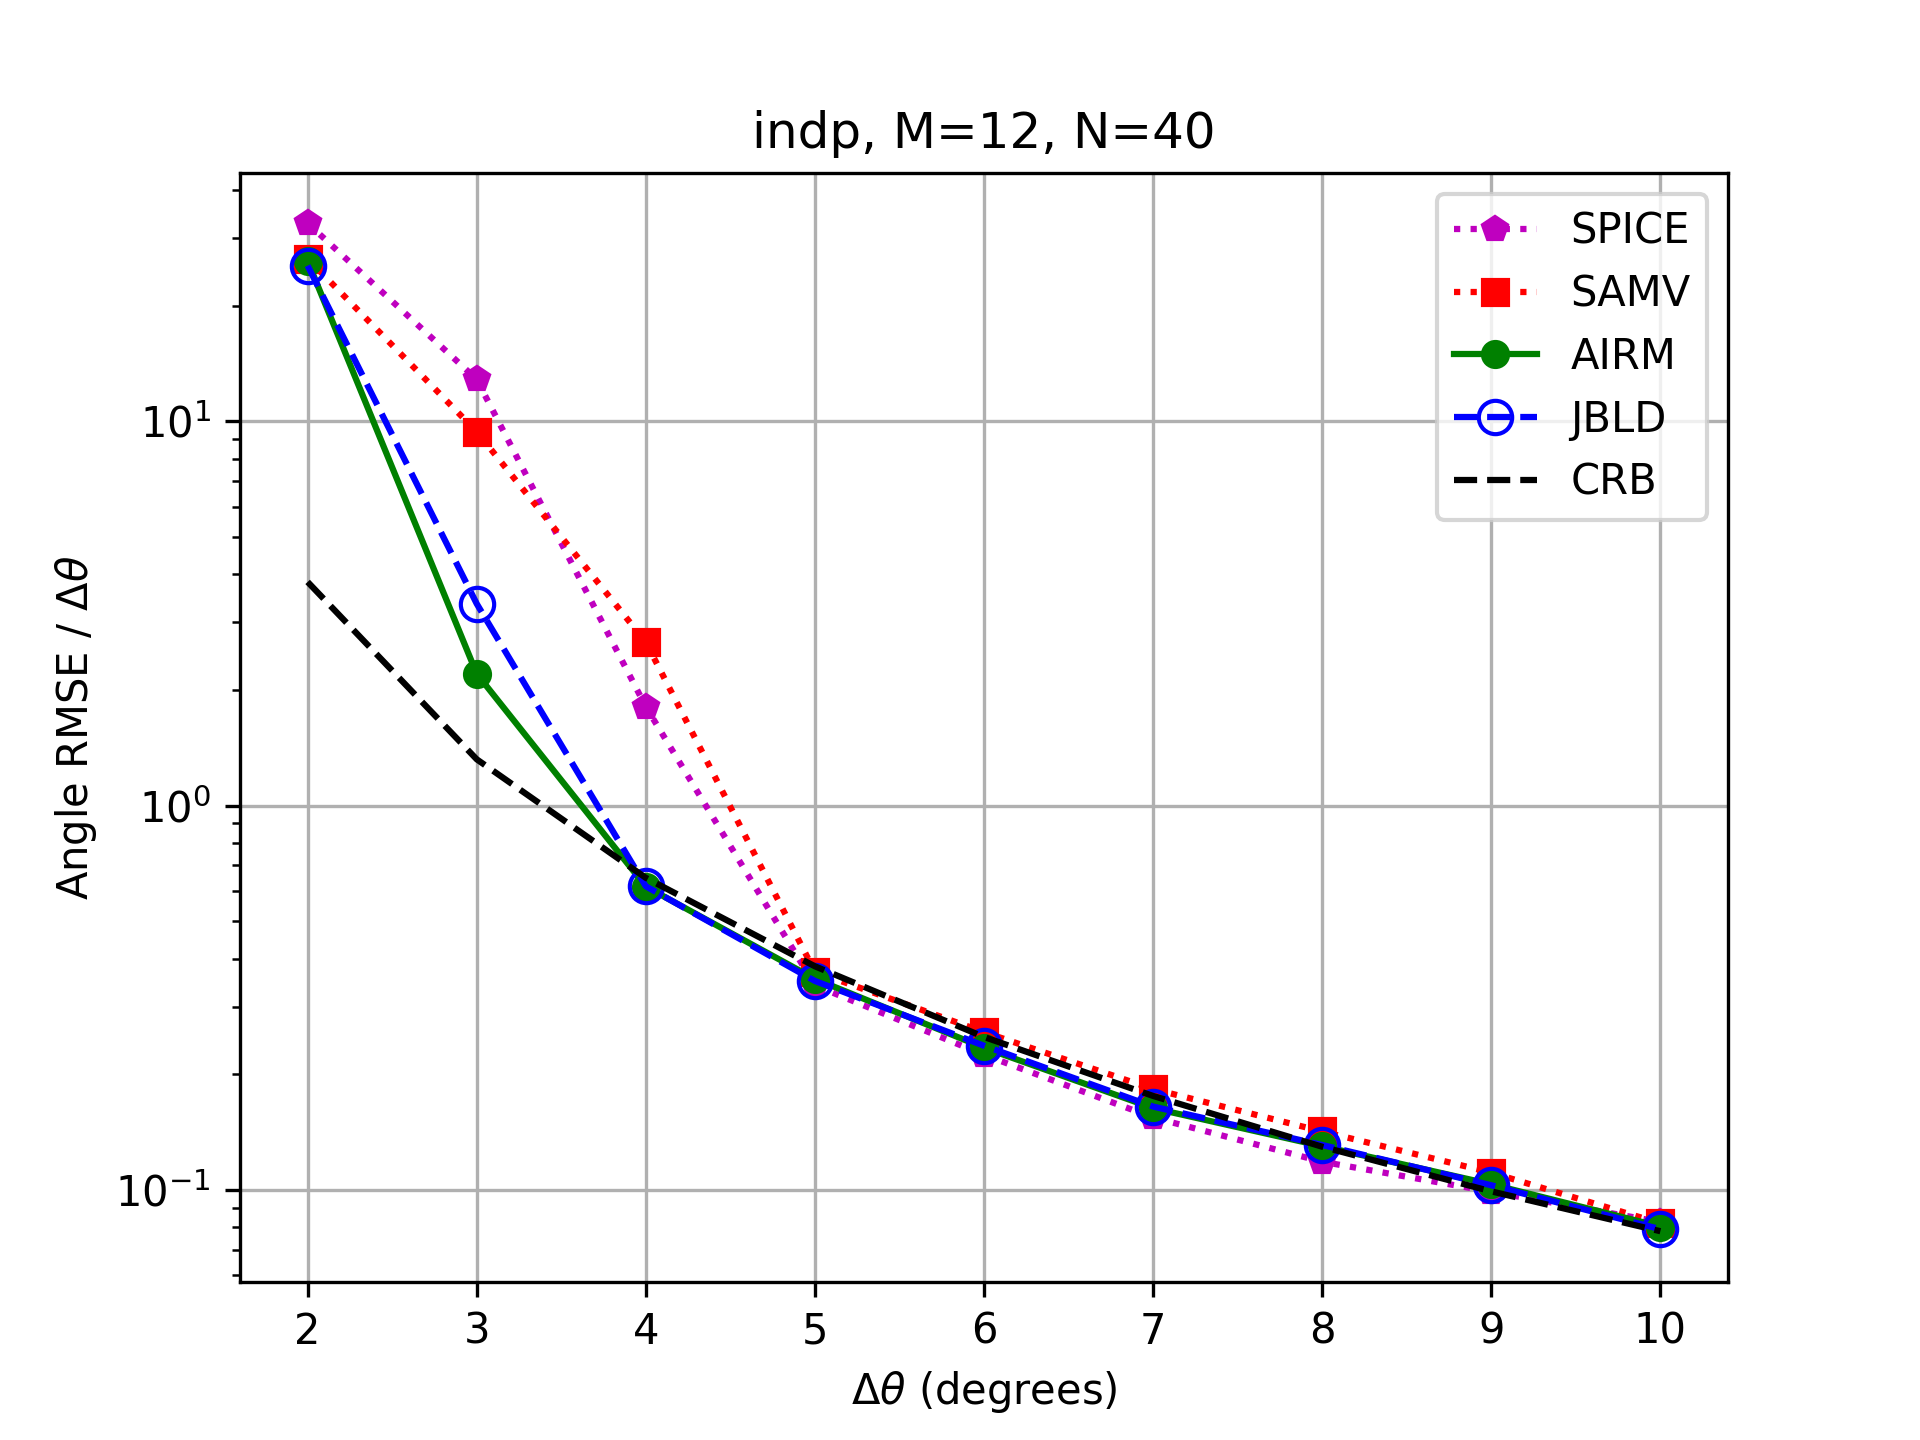 indp, M=12, N=40
SPICE
SAMV
AIRM
JBLD
CRB
10¹
10⁰
10⁻¹
Angle RMSE / Δθ
2 3 4 5 6 7 8 9 10
Δθ (degrees)